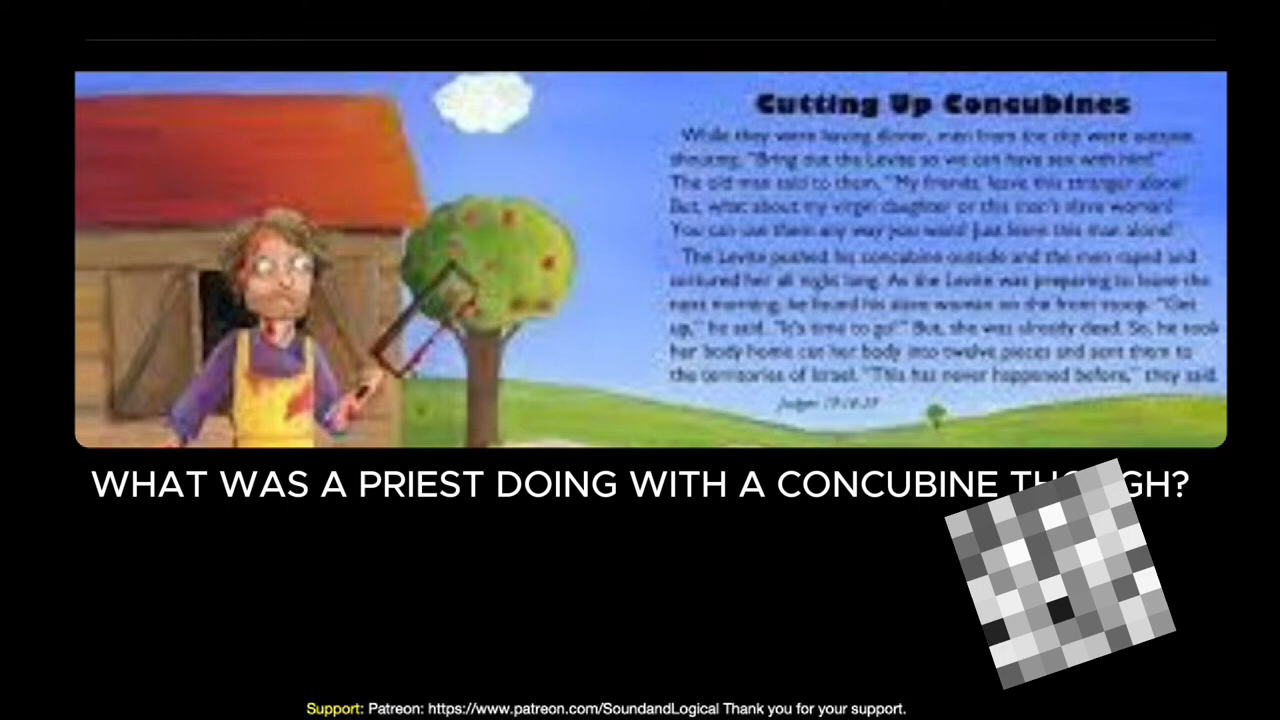 Cutting Up Concubines
While they were having dinner, men from the city were outside
shouting, "Bring out the Levite so we can have sex with him!"
The old man said to them, "My friends, leave this stranger alone!
But, what about my virgin daughter or this man's slave woman?
You can use them any way you want! Just leave this man alone!
The Levite pushed his concubine outside and the men raped and
tortured her all night long. As the Levite was preparing to leave the
next morning, he found his slave woman on the front stoop. "Get
up," he said. "It's time to go!" But, she was already dead. So, he took
her body home cut her body into twelve pieces and sent them to
the territories of Israel. "This has never happened before," they said.
Judges
WHAT WAS A PRIEST DOING WITH A CONCUBINE
Support: Patreon: https://www.patreon.com/SoundandLogical Thank you for your support.